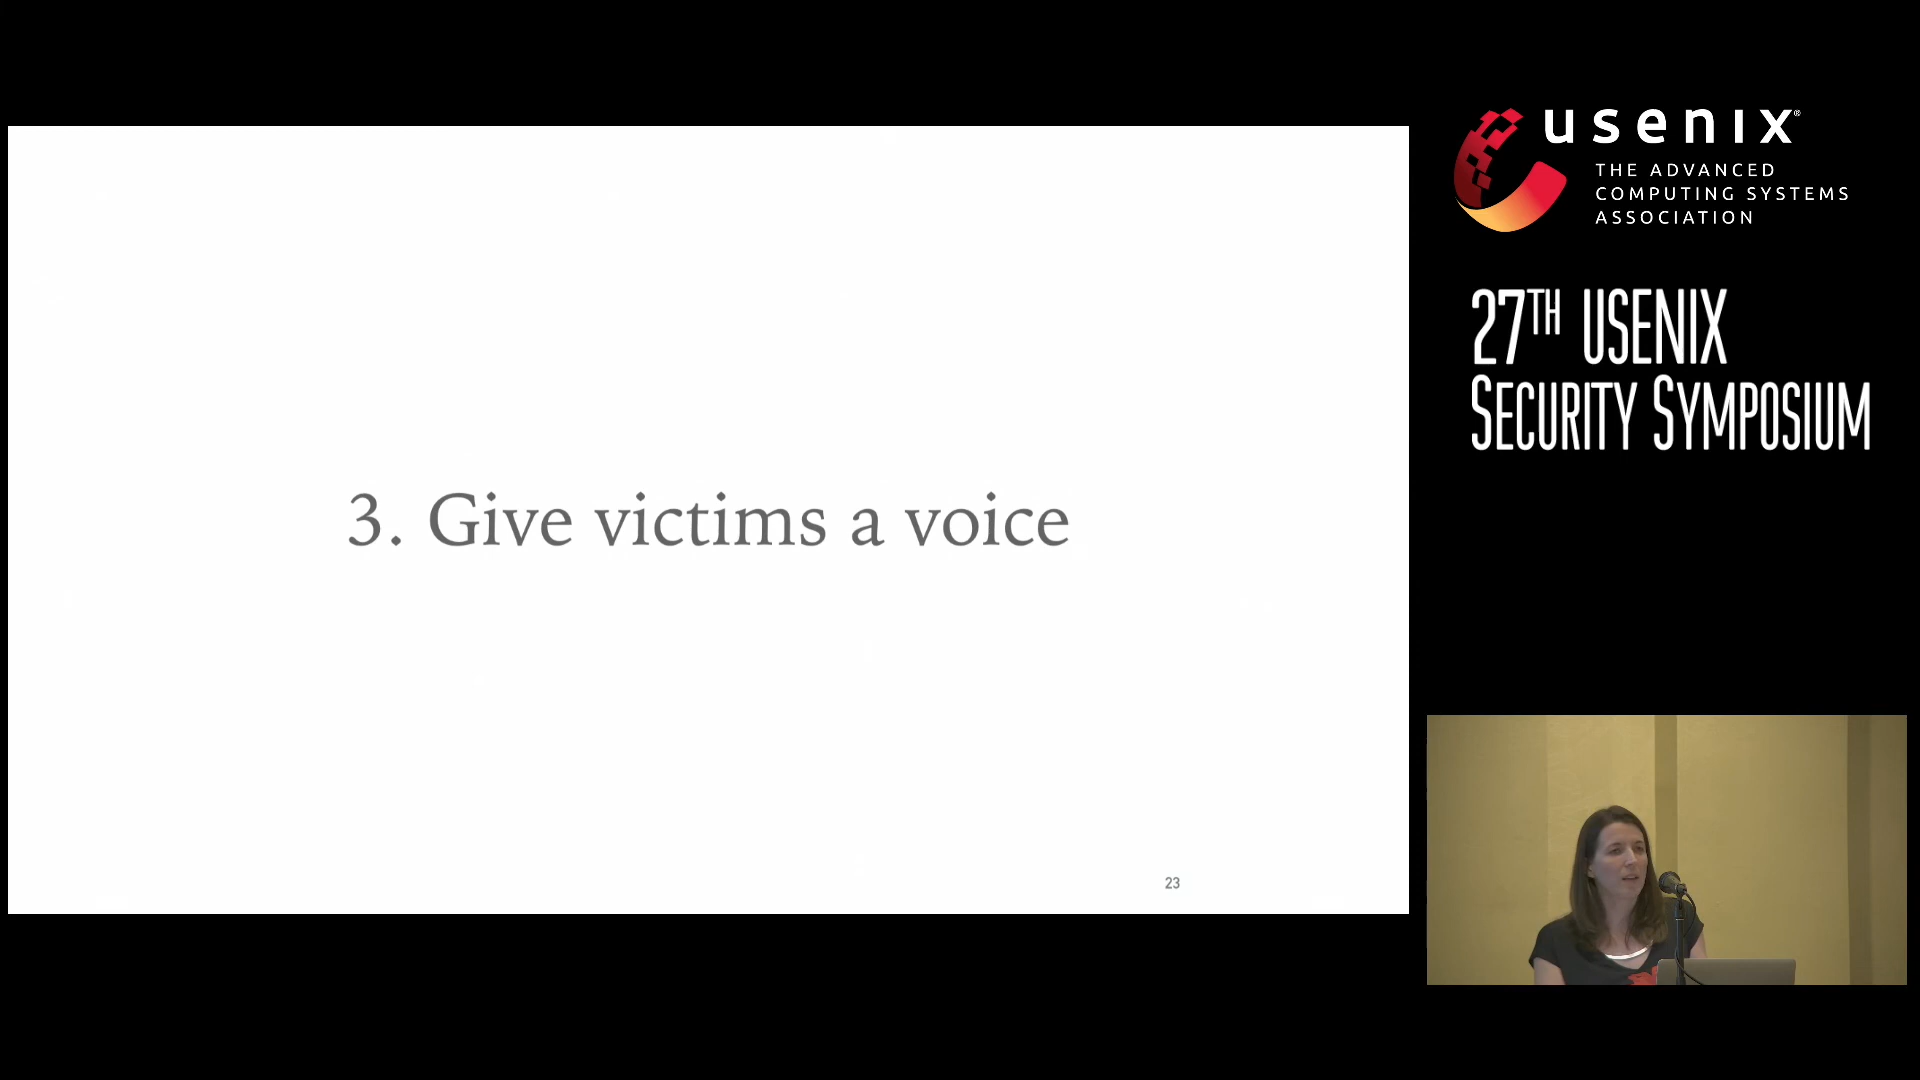 3. Give victims a voice
23
usenix®
THE ADVANCED
COMPUTING SYSTEMS
ASSOCIATION
27TH USENIX
SECURITY SYMPOSIUM